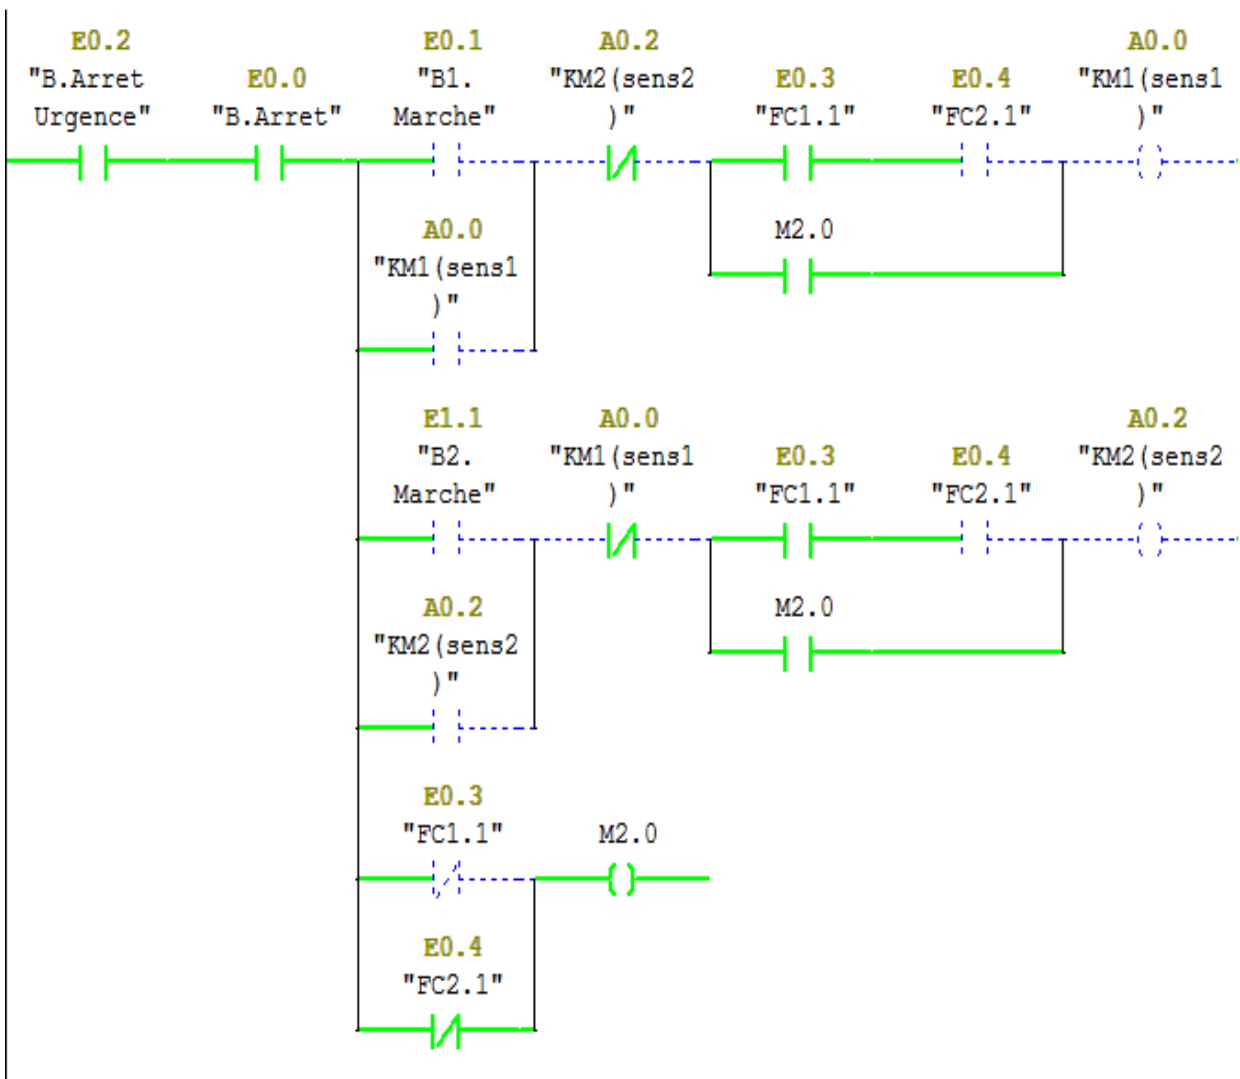 E0.2 E0.1 A0.2 A0.0
"B.Arret E0.0 "B1. "KM2(sens2 E0.3 E0.4 "KM1(sens1
Urgence" "B.Arret" Marche" )" "FC1.1" "FC2.1" )"
A0.0 M2.0
"KM1(sens1
)"
E1.1 A0.0 A0.2
"B2. "KM1(sens1 E0.3 E0.4 "KM2(sens2
Marche" )" "FC1.1" "FC2.1" )"
A0.2 M2.0
"KM2(sens2
)"
E0.3
"FC1.1" M2.0
E0.4
"FC2.1"